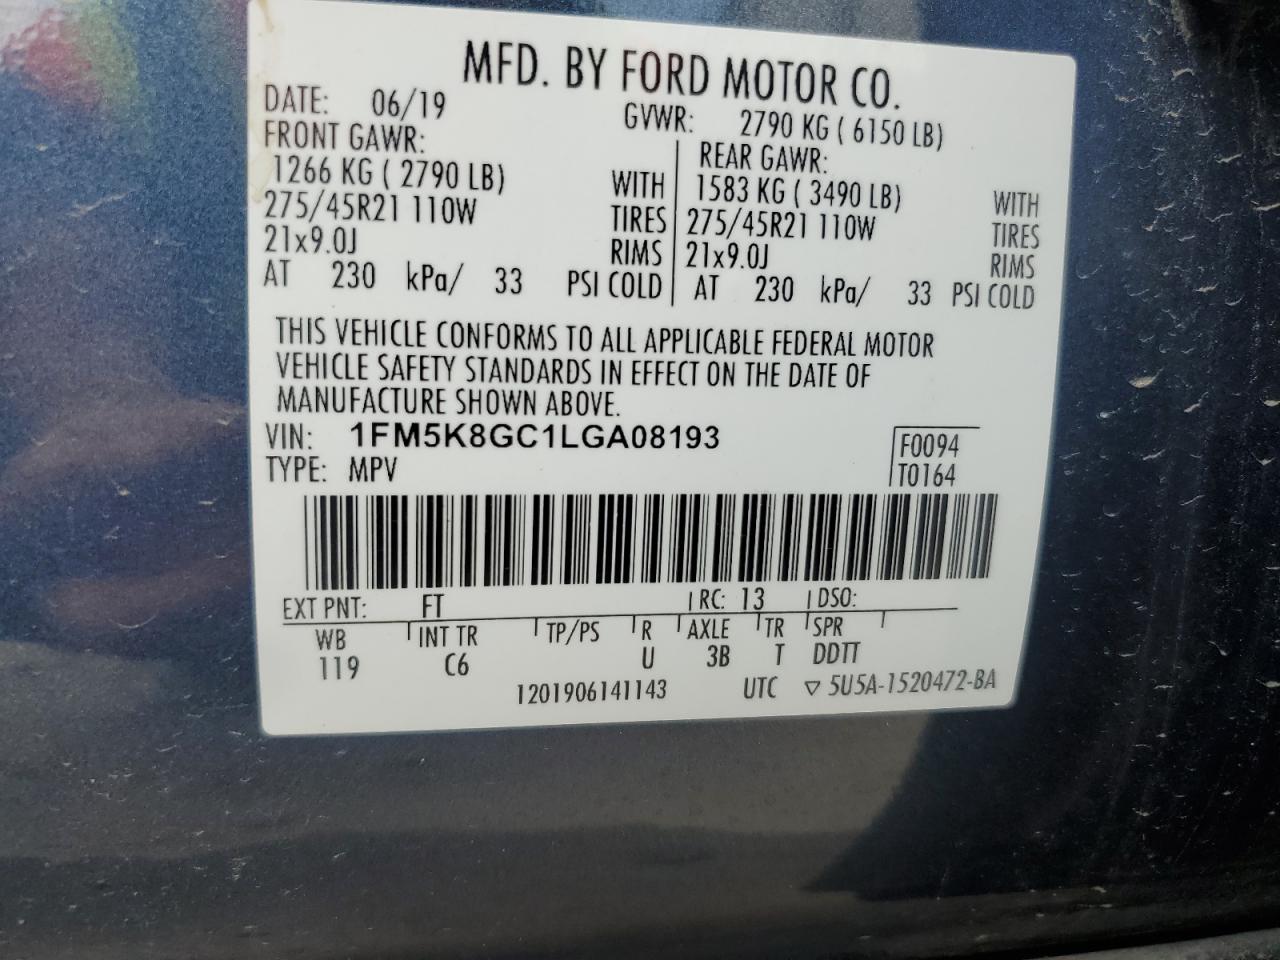 MFD. BY FORD MOTOR CO.
DATE: 06/19 GVWR: 2790 KG ( 6150 LB)
FRONT GAWR: REAR GAWR:
1266 KG ( 2790 LB) WITH 1583 KG ( 3490 LB) WITH
275/45R21 110W TIRES 275/45R21 110W TIRES
21x9.0J RIMS 21x9.0J RIMS
AT 230 kPa/ 33 PSI COLD AT 230 kPa/ 33 PSI COLD
THIS VEHICLE CONFORMS TO ALL APPLICABLE FEDERAL MOTOR
VEHICLE SAFETY STANDARDS IN EFFECT ON THE DATE OF
MANUFACTURE SHOWN ABOVE.
VIN: 1FM5K8GC1LGA08193 F0094
TYPE: MPV T0164
EXT PNT: FT RC: 13 DSO:
WB INT TR TP/PS R AXLE TR SPR
119 C6 U 3B T DDTT
1201906141143 UTC ▽ 5U5A-1520472-BA